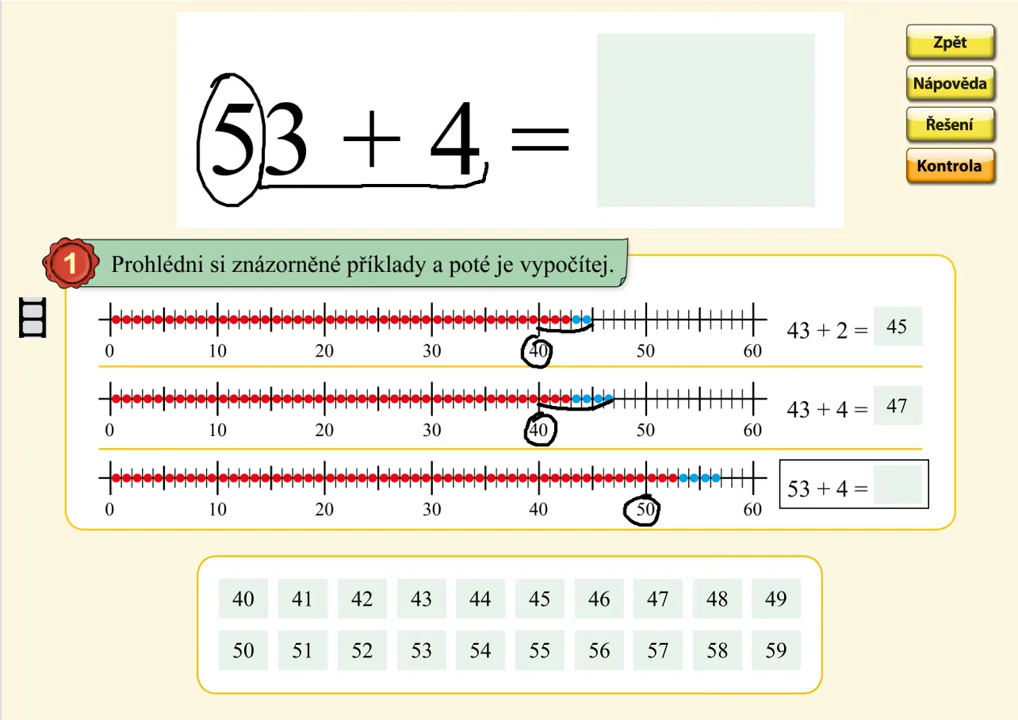 53 + 4 =
Zpět
Nápověda
Řešení
Kontrola
1 Prohlédni si znázorněné příklady a poté je vypočítej.
0 10 20 30 40 50 60
43 + 2 = 45
0 10 20 30 40 50 60
43 + 4 = 47
0 10 20 30 40 50 60
53 + 4 =
40 41 42 43 44 45 46 47 48 49
50 51 52 53 54 55 56 57 58 59